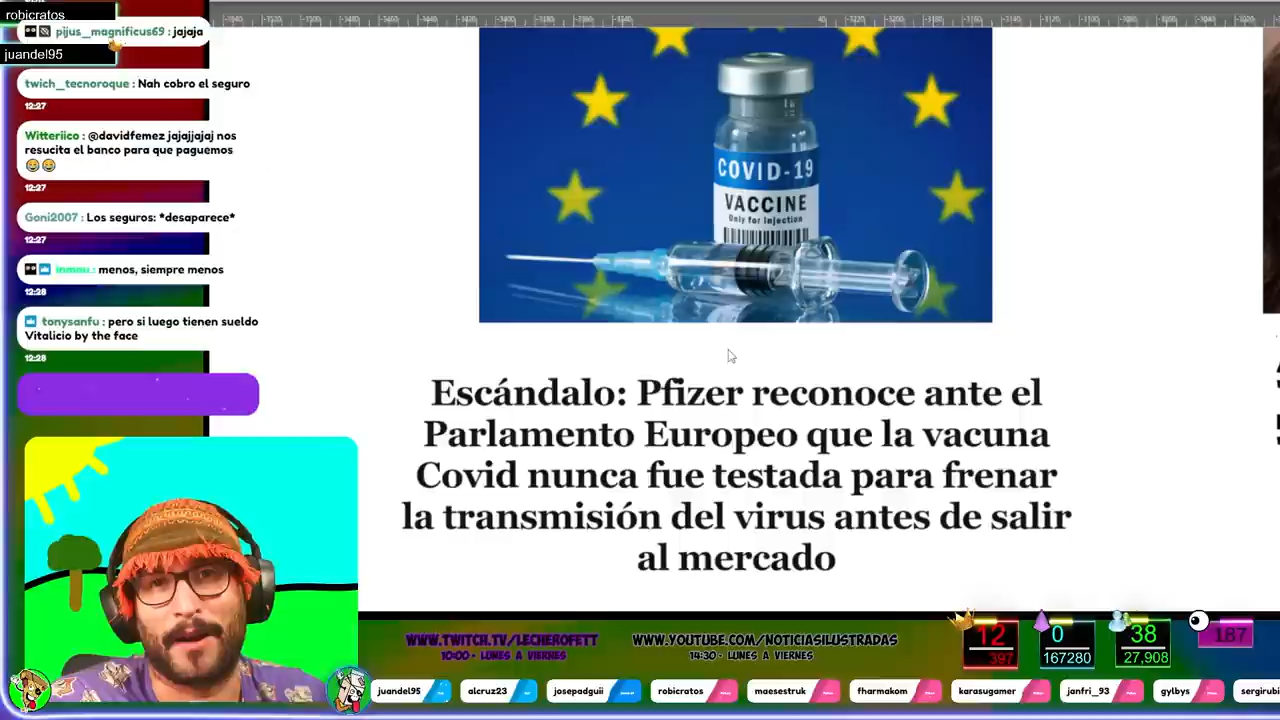 robicratos
pijus_magnificus69 : jajaja
juandel95
twich_tecnoroque : Nah cobro el seguro
12:27
Witteriico : @davidfemez jajajjajaj nos
resucita el banco para que paguemos
12:27
Goni2007 : Los seguros: *desaparece*
12:27
inmou.: menos, siempre menos
12:28
tonysanfu : pero si luego tienen sueldo
Vitalicio by the face
12:28
COVID-19
VACCINE
Only for Injection
Escándalo: Pfizer reconoce ante el
Parlamento Europeo que la vacuna
Covid nunca fue testada para frenar
la transmisión del virus antes de salir
al mercado
WWW.TWITCH.TV/LECHEROFETT
10:00 - LUNES A VIERNES
WWW.YOUTUBE.COM/NOTICIASILUSTRADAS
14:30 - LUNES A VIERNES
12
397
0
167280
38
27,908
187
juandel95
alcruz23
josepadguii
robicratos
maesestruk
fharmakom
karasugamer
janfri_93
gylbys
sergirubi